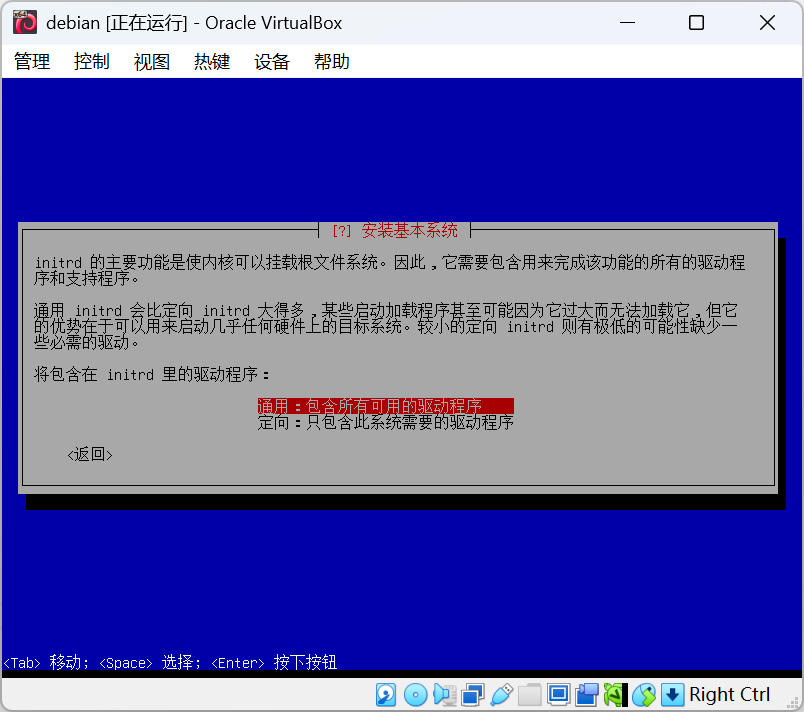 debian [正在运行] - Oracle VirtualBox
管理 控制 视图 热键 设备 帮助
[?] 安装基本系统
initrd 的主要功能是使内核可以挂载根文件系统。因此，它需要包含用来完成该功能的所有的驱动程
序和支持程序。
通用 initrd 会比定向 initrd 大得多，某些启动加载程序甚至可能因为它过大而无法加载它，但它
的优势在于可以用来启动几乎任何硬件上的目标系统。较小的定向 initrd 则有极低的可能性缺少一
些必需的驱动。
将包含在 initrd 里的驱动程序：
通用：包含所有可用的驱动程序
定向：只包含此系统需要的驱动程序
<返回>
<Tab> 移动; <Space> 选择; <Enter> 按下按钮
Right Ctrl